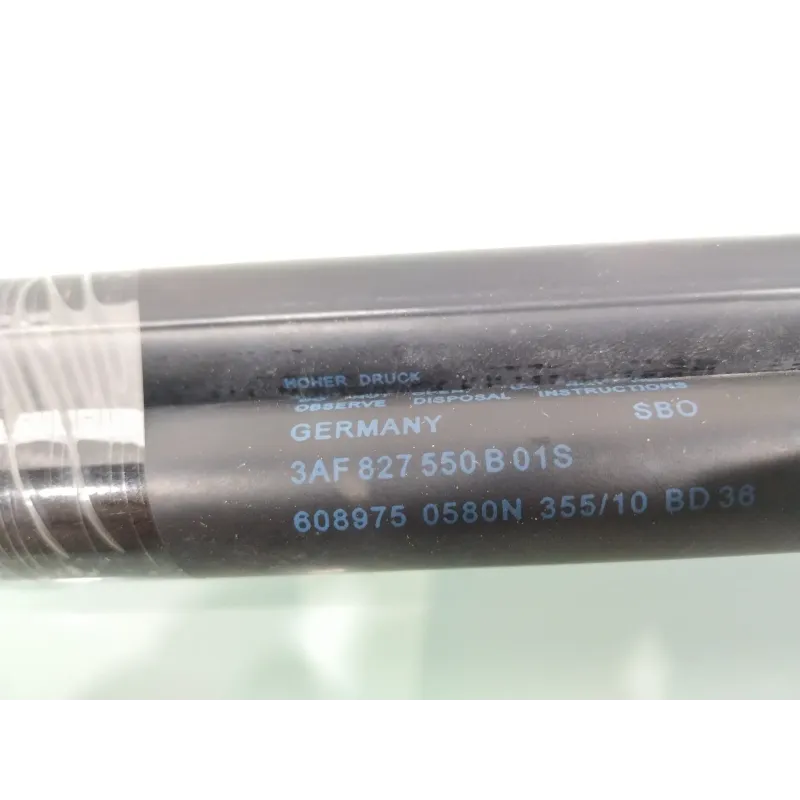 HOHER DRUCK
OBSERVE DISPOSAL INSTRUCTIONS
GERMANY SBO
3AF 827 550 B 01S
608975 0580N 355/10 BD 36